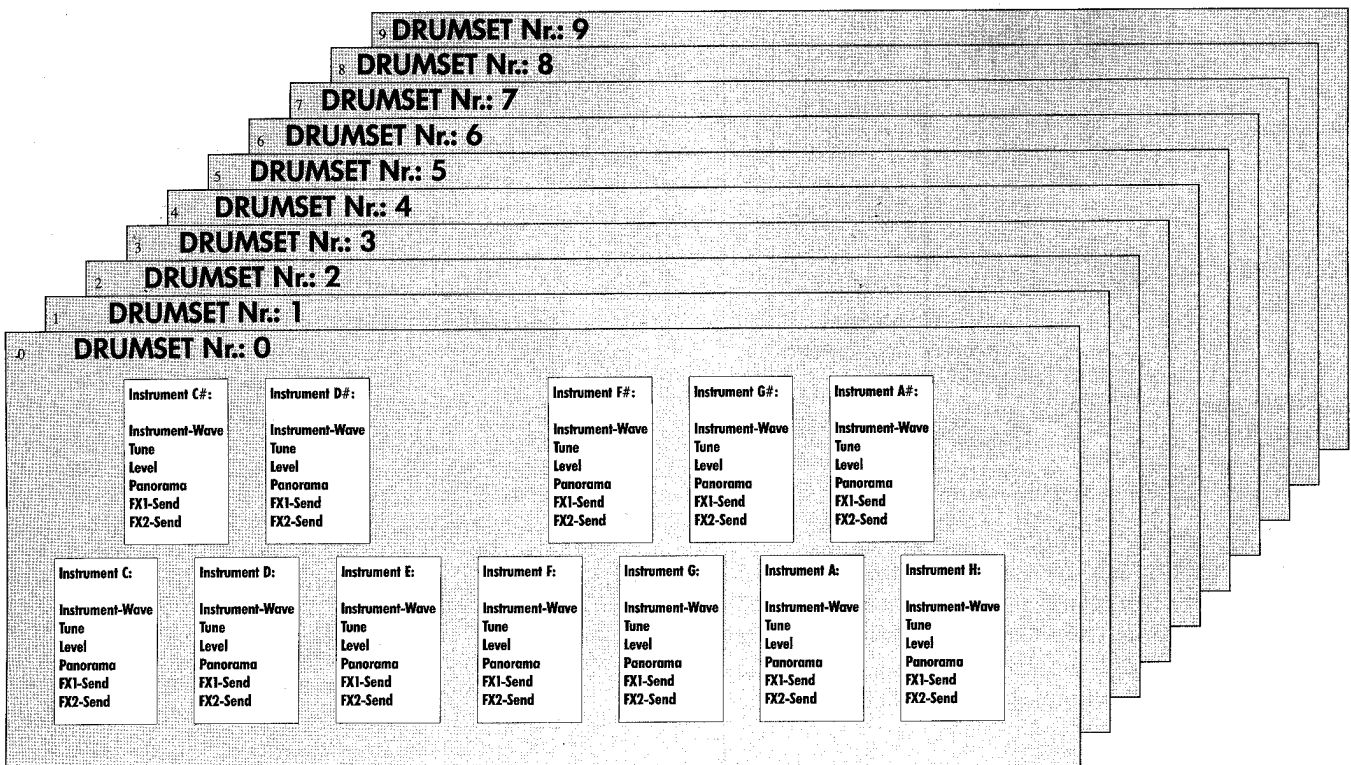 9 DRUMSET Nr.: 9
8 DRUMSET Nr.: 8
7 DRUMSET Nr.: 7
6 DRUMSET Nr.: 6
5 DRUMSET Nr.: 5
4 DRUMSET Nr.: 4
3 DRUMSET Nr.: 3
2 DRUMSET Nr.: 2
1 DRUMSET Nr.: 1
0 DRUMSET Nr.: 0
Instrument C#:
Instrument-Wave
Tune
Level
Panorama
FX1-Send
FX2-Send
Instrument D#:
Instrument-Wave
Tune
Level
Panorama
FX1-Send
FX2-Send
Instrument F#:
Instrument-Wave
Tune
Level
Panorama
FX1-Send
FX2-Send
Instrument G#:
Instrument-Wave
Tune
Level
Panorama
FX1-Send
FX2-Send
Instrument A#:
Instrument-Wave
Tune
Level
Panorama
FX1-Send
FX2-Send
Instrument C:
Instrument-Wave
Tune
Level
Panorama
FX1-Send
FX2-Send
Instrument D:
Instrument-Wave
Tune
Level
Panorama
FX1-Send
FX2-Send
Instrument E:
Instrument-Wave
Tune
Level
Panorama
FX1-Send
FX2-Send
Instrument F:
Instrument-Wave
Tune
Level
Panorama
FX1-Send
FX2-Send
Instrument G:
Instrument-Wave
Tune
Level
Panorama
FX1-Send
FX2-Send
Instrument A:
Instrument-Wave
Tune
Level
Panorama
FX1-Send
FX2-Send
Instrument H:
Instrument-Wave
Tune
Level
Panorama
FX1-Send
FX2-Send